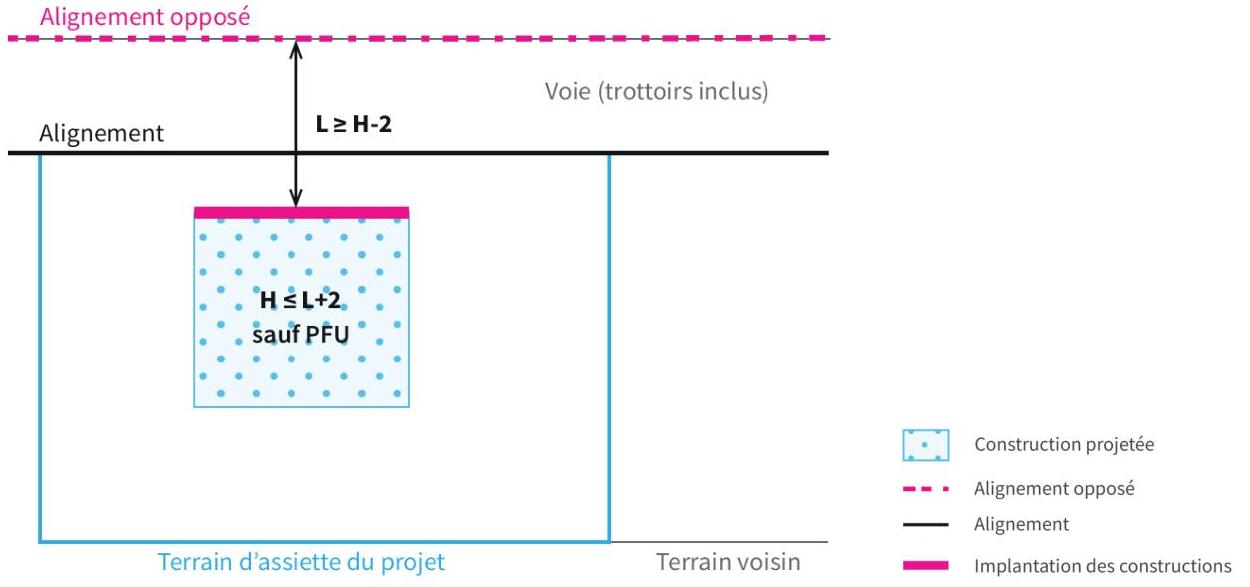 Alignement opposé
Voie (trottoirs inclus)
L ≥ H-2
Alignement
H ≤ L+2
sauf PFU
Construction projetée
Alignement opposé
Alignement
Implantation des constructions
Terrain d’assiette du projet
Terrain voisin